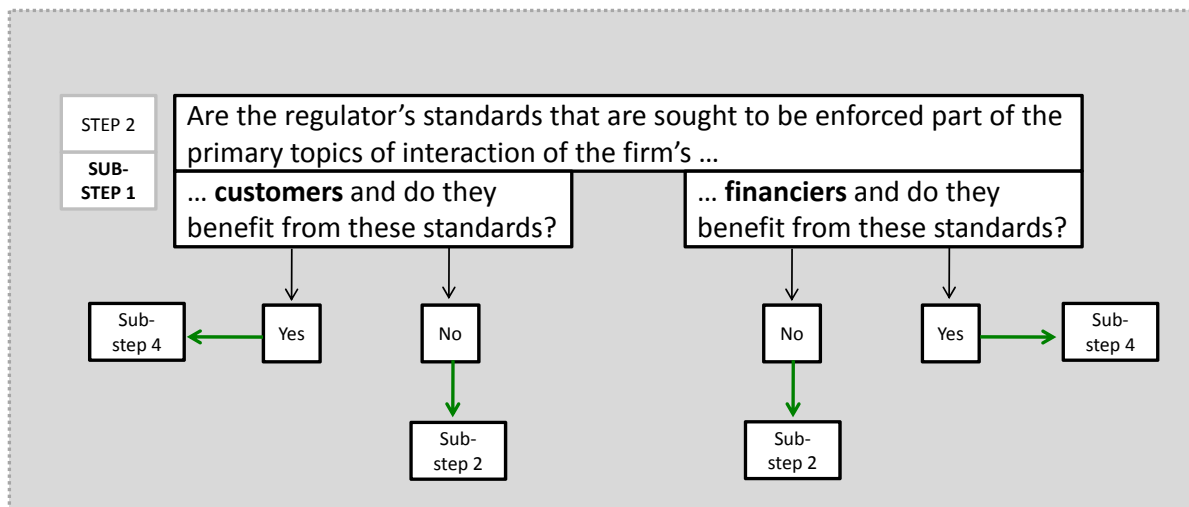 STEP 2
Are the regulator’s standards that are sought to be enforced part of the
primary topics of interaction of the firm’s …
SUB-
STEP 1
… customers and do they
benefit from these standards?
… financiers and do they
benefit from these standards?
Sub-
step 4
Yes
No
No
Yes
Sub-
step 4
Sub-
step 2
Sub-
step 2